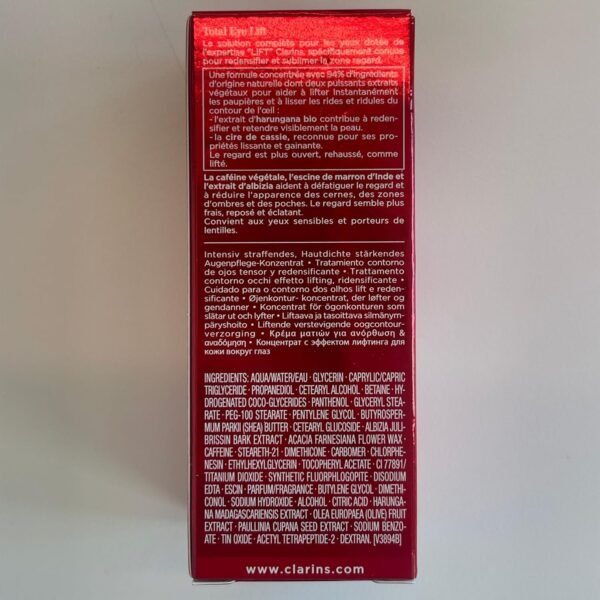 Total Eye Lift
La solution complète pour les yeux dotée de
l'expertise "LIFT" Clarins, spécifiquement conçue
pour redensifier et sublimer la zone regard.
Une formule concentrée avec 94% d'ingrédients
d'origine naturelle dont deux puissants extraits
végétaux pour aider à lifter instantanément
les paupières et à lisser les rides et ridules du
contour de l'œil :
- l'extrait d'harungana bio contribue à reden-
sifier et retendre visiblement la peau.
- la cire de cassie, reconnue pour ses pro-
priétés lissante et gainante.
Le regard est plus ouvert, rehaussé, comme
lifté.
La caféine végétale, l'escine de marron d'Inde et
l'extrait d'albizia aident à défatiguer le regard et
à réduire l'apparence des cernes, des zones
d'ombres et des poches. Le regard semble plus
frais, reposé et éclatant.
Convient aux yeux sensibles et porteurs de
lentilles.
Intensiv straffendes, Hautdichte stärkendes
Augenpflege-Konzentrat • Tratamiento contorno
de ojos tensor y redensificante • Trattamento
contorno occhi effetto lifting, ridensificante •
Cuidado para o contorno dos olhos lift e reden-
sificante • Øjenkontur- koncentrat, der løfter og
gendanner • Koncentrat för ögonkonturen som
slätar ut och lyfter • Liftaava ja tasoittava silmänym-
päryshoito • Liftende verstevigende oogcontour-
verzorging • Κρέμα ματιών για ανόρθωση &
αναδόμηση • Концентрат с эффектом лифтинга для
кожи вокруг глаз
INGREDIENTS: AQUA/WATER/EAU · GLYCERIN · CAPRYLIC/CAPRIC
TRIGLYCERIDE · PROPANEDIOL · CETEARYL ALCOHOL · BETAINE · HY-
DROGENATED COCO-GLYCERIDES · PANTHENOL · GLYCERYL STEA-
RATE · PEG-100 STEARATE · PENTYLENE GLYCOL · BUTYROSPER-
MUM PARKII (SHEA) BUTTER · CETEARYL GLUCOSIDE · ALBIZIA JULI-
BRISSIN BARK EXTRACT · ACACIA FARNESIANA FLOWER WAX ·
CAFFEINE · STEARETH-21 · DIMETHICONE · CARBOMER · CHLORPHE-
NESIN · ETHYLHEXYLGLYCERIN · TOCOPHERYL ACETATE · CI 77891/
TITANIUM DIOXIDE · SYNTHETIC FLUORPHLOGOPITE · DISODIUM
EDTA · ESCIN · PARFUM/FRAGRANCE · BUTYLENE GLYCOL · DIMETHI-
CONOL · SODIUM HYDROXIDE · ALCOHOL · CITRIC ACID · HARUNGA-
NA MADAGASCARIENSIS EXTRACT · OLEA EUROPAEA (OLIVE) FRUIT
EXTRACT · PAULLINIA CUPANA SEED EXTRACT · SODIUM BENZO-
ATE · TIN OXIDE · ACETYL TETRAPEPTIDE-2 · DEXTRAN. [V3894B]
www.clarins.com